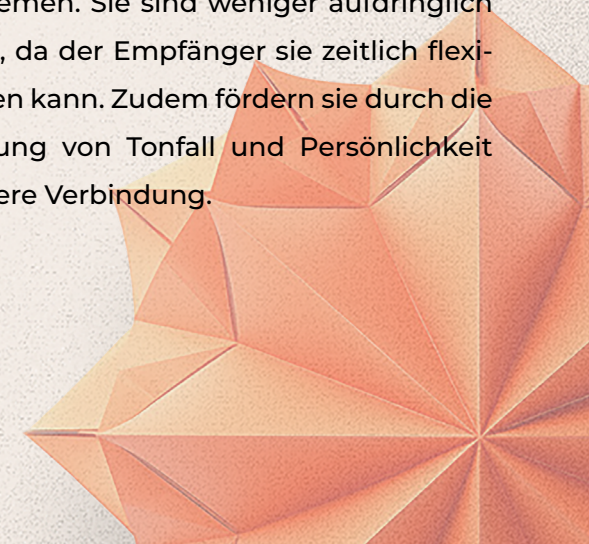 emen. Sie sind weniger aufdringlich
, da der Empfänger sie zeitlich flexi-
en kann. Zudem fördern sie durch die
ung von Tonfall und Persönlichkeit
ere Verbindung.